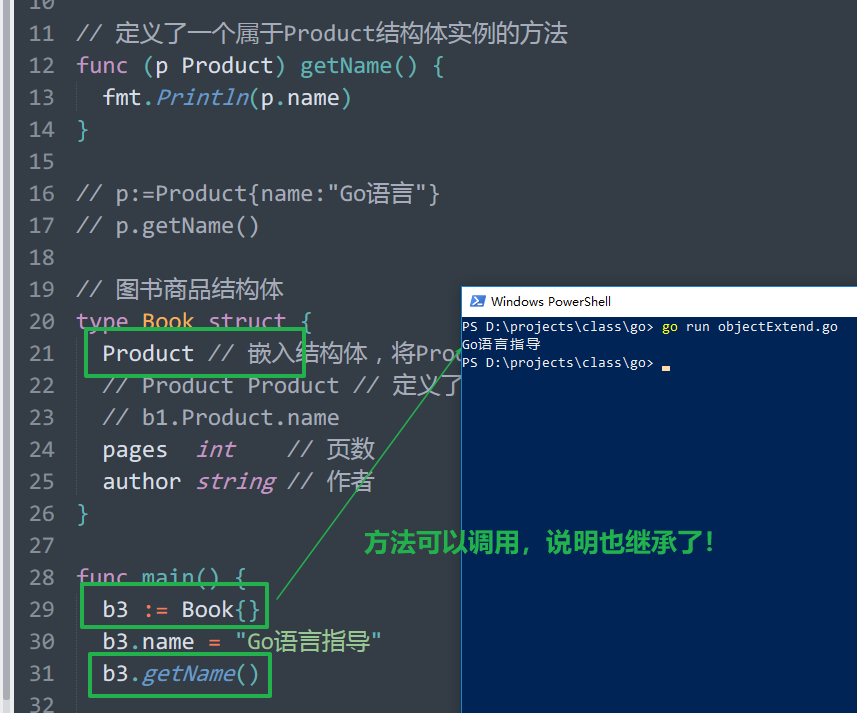 10
11 // 定义了一个属于Product结构体实例的方法
12 func (p Product) getName() {
13 fmt.Println(p.name)
14 }
15
16 // p:=Product{name:"Go语言"}
17 // p.getName()
18
19 // 图书商品结构体
20 type Book struct {
21 Product // 嵌入结构体，将Prod
22 // Product Product // 定义了
23 // b1.Product.name
24 pages int // 页数
25 author string // 作者
26 }
27
28 func main() {
29 b3 := Book{}
30 b3.name = "Go语言指导"
31 b3.getName()
32
Windows PowerShell
PS D:\projects\class\go> go run objectExtend.go
Go语言指导
PS D:\projects\class\go>
方法可以调用，说明也继承了！